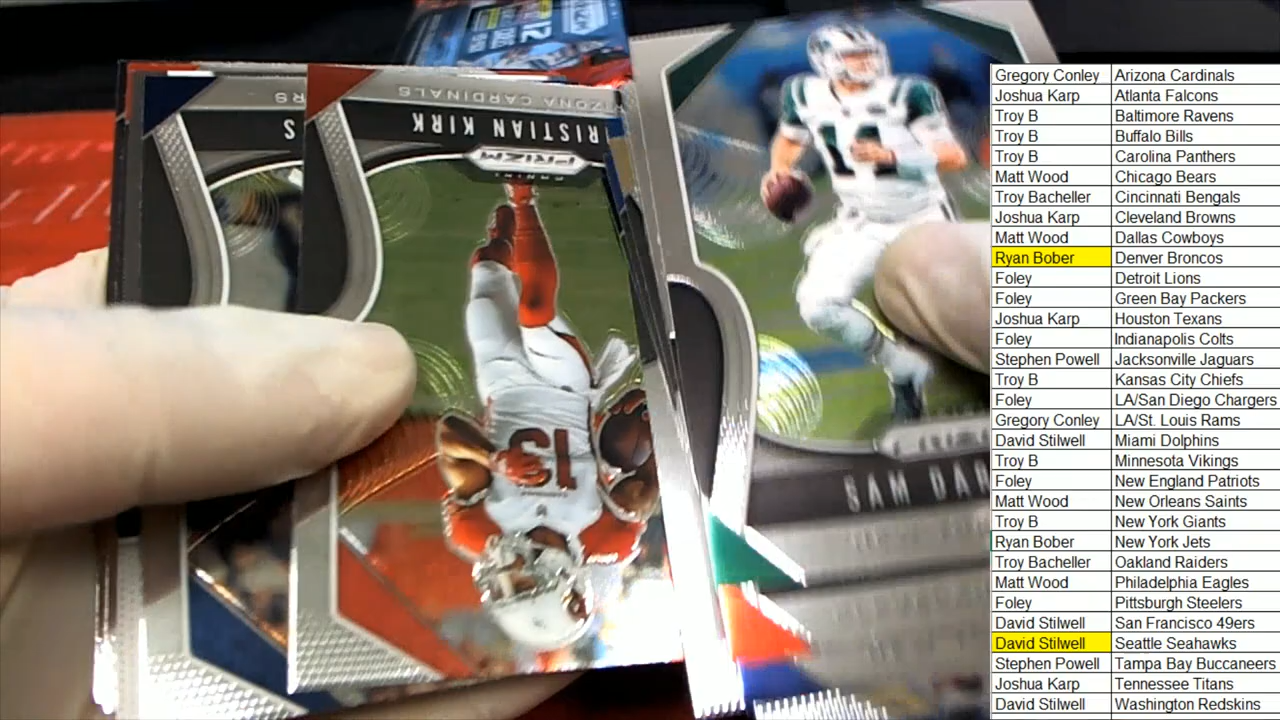 12
ARIZONA CARDINALS
RISTIAN KIRK
PANINI
PRIZM
13
RS
S
14
SAM DAR
Gregory Conley Arizona Cardinals
Joshua Karp Atlanta Falcons
Troy B Baltimore Ravens
Troy B Buffalo Bills
Troy B Carolina Panthers
Matt Wood Chicago Bears
Troy Bacheller Cincinnati Bengals
Joshua Karp Cleveland Browns
Matt Wood Dallas Cowboys
Ryan Bober Denver Broncos
Foley Detroit Lions
Foley Green Bay Packers
Joshua Karp Houston Texans
Foley Indianapolis Colts
Stephen Powell Jacksonville Jaguars
Troy B Kansas City Chiefs
Foley LA/San Diego Chargers
Gregory Conley LA/St. Louis Rams
David Stilwell Miami Dolphins
Troy B Minnesota Vikings
Foley New England Patriots
Matt Wood New Orleans Saints
Troy B New York Giants
Ryan Bober New York Jets
Troy Bacheller Oakland Raiders
Matt Wood Philadelphia Eagles
Foley Pittsburgh Steelers
David Stilwell San Francisco 49ers
David Stilwell Seattle Seahawks
Stephen Powell Tampa Bay Buccaneers
Joshua Karp Tennessee Titans
David Stilwell Washington Redskins